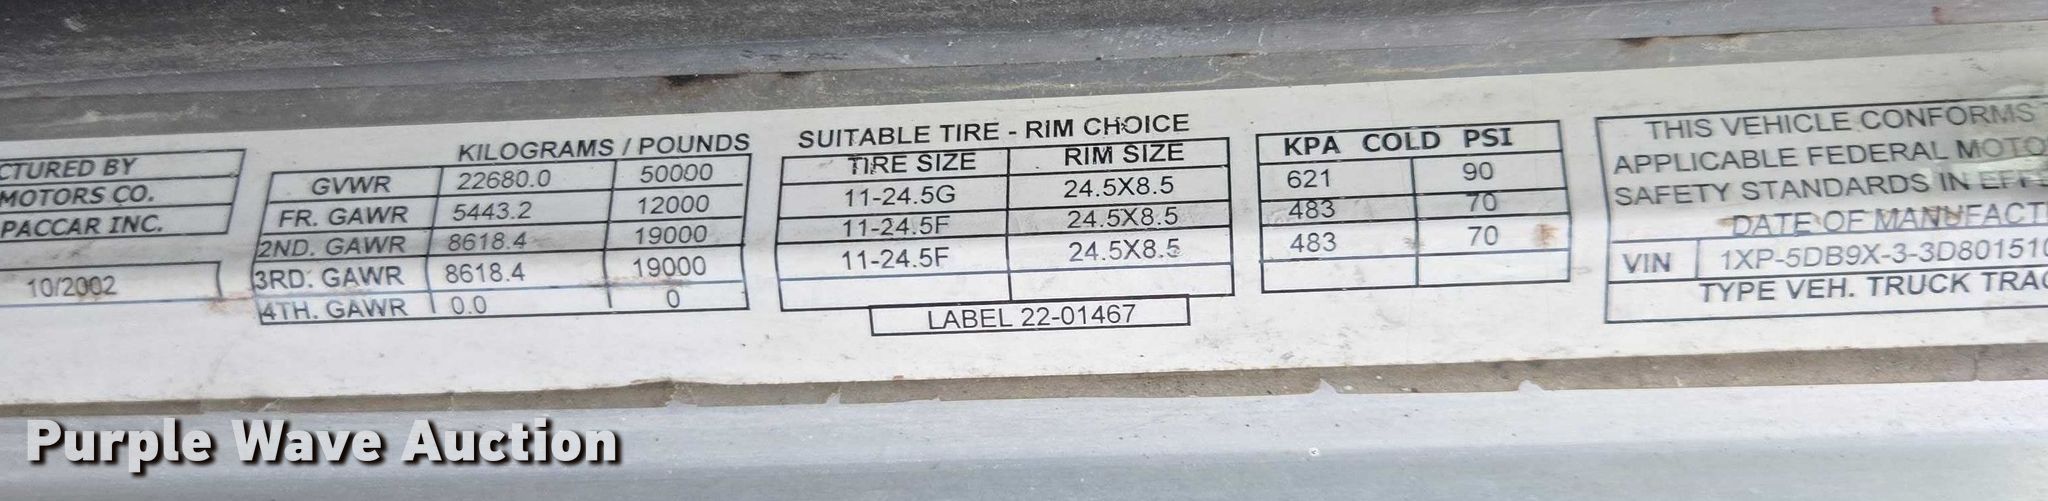 CTURED BY
MOTORS CO.
PACCAR INC.
10/2002
KILOGRAMS / POUNDS
GVWR 22680.0 50000
FR. GAWR 5443.2 12000
2ND. GAWR 8618.4 19000
3RD. GAWR 8618.4 19000
4TH. GAWR 0.0 0
SUITABLE TIRE - RIM CHOICE
TIRE SIZE RIM SIZE
11-24.5G 24.5X8.5
11-24.5F 24.5X8.5
11-24.5F 24.5X8.5
LABEL 22-01467
KPA COLD PSI
621 90
483 70
483 70
THIS VEHICLE CONFORMS
APPLICABLE FEDERAL MOTO
SAFETY STANDARDS IN EFFE
DATE OF MANUFACT
VIN 1XP-5DB9X-3-3D801510
TYPE VEH. TRUCK TRAC
Purple Wave Auction